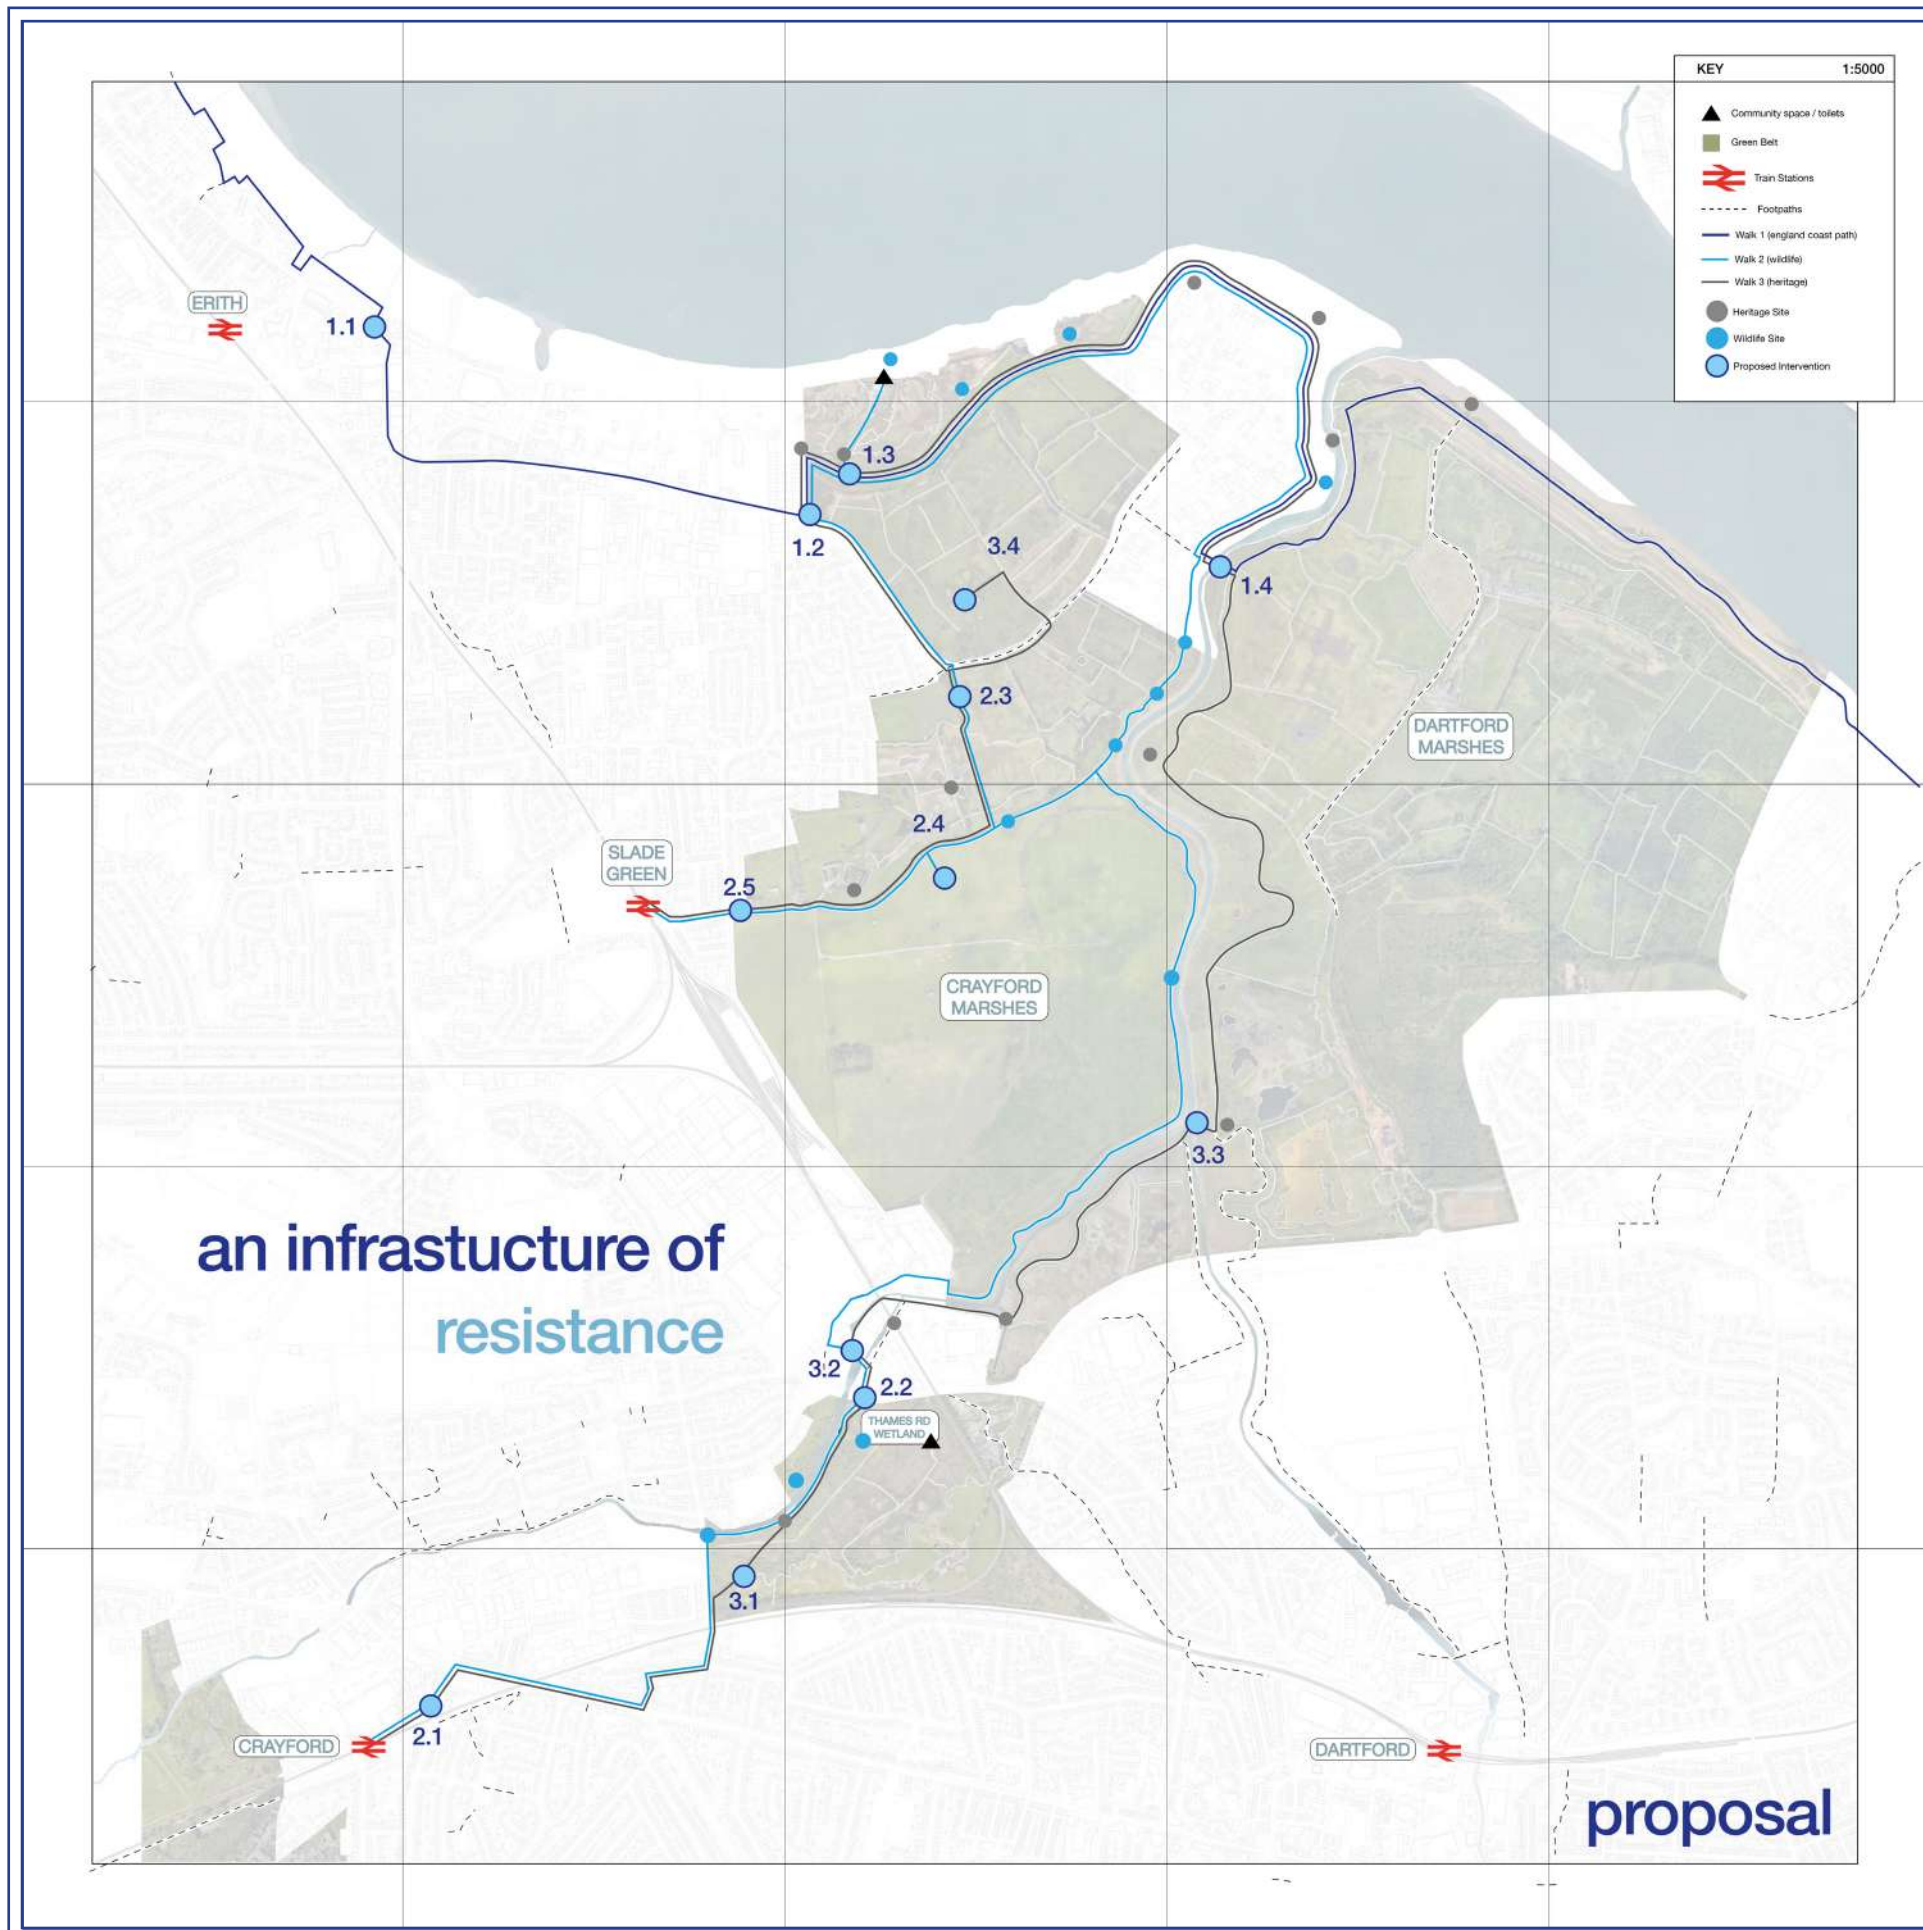 KEY 1:5000
Community space / toilets
Green Belt
Train Stations
Footpaths
Walk 1 (england coast path)
Walk 2 (wildlife)
Walk 3 (heritage)
Heritage Site
Wildlife Site
Proposed Intervention
ERITH
1.1
1.3
1.2
3.4
1.4
2.3
DARTFORD
MARSHES
2.4
SLADE
GREEN
2.5
CRAYFORD
MARSHES
3.3
an infrastucture of
resistance
3.2
2.2
THAMES RD
WETLAND
3.1
2.1
CRAYFORD
DARTFORD
proposal